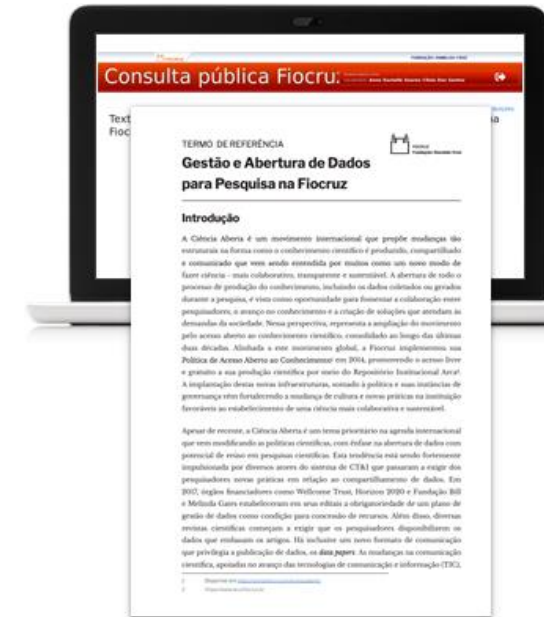 Consulta pública Fiocruz
TERMO DE REFERÊNCIA
Gestão e Abertura de Dados
para Pesquisa na Fiocruz
Introdução
A Ciência Aberta é um movimento internacional que propõe mudanças tão
estruturais na forma como o conhecimento científico é produzindo, compartilhado
e comunicado que vem sendo entendida por muitos como um novo modo de
fazer ciência - mais colaborativo, transparente e sustentável. A abertura de todo o
processo de produção do conhecimento, incluindo os dados coletados ou gerados
durante a pesquisa, é vista como oportunidade para fomentar a colaboração entre
pesquisadores, o avanço no conhecimento e a criação de soluções que atendam às
demandas da sociedade. Nessa perspectiva, representa a ampliação do movimento
pelo acesso aberto ao conhecimento científico, consolidado ao longo das últimas
duas décadas. Alinhada a este movimento global, a Fiocruz implementou sua
Política de Acesso Aberto ao Conhecimento¹ em 2014, promovendo o acesso livre
e gratuito a sua produção científica por meio do Repositório Institucional Arca².
A implantação destas novas infraestruturas, somado à política e suas instâncias de
governança vêm fortalecendo a mudança de cultura e novas práticas na instituição
favoráveis ao estabelecimento de uma ciência mais colaborativa e sustentável.
Apesar de recente, a Ciência Aberta é um tema prioritário na agenda internacional
que vem modificando as políticas científicas, com ênfase na abertura de dados com
potencial de reúso em pesquisas científicas. Esta tendência está sendo fortemente
impulsionada por diversos atores do sistema de CT&I que passaram a exigir dos
pesquisadores novas práticas em relação ao compartilhamento de dados. Em
2017, órgãos financiadores como Wellcome Trust, Horizon 2020 e Fundação Bill
e Melinda Gates estabeleceram em seus editais a obrigatoriedade de um plano de
gestão de dados como condição para concessão de recursos. Além disso, diversas
revistas científicas começam a exigir que os pesquisadores disponibilizem os
dados que embasam os artigos. Há inclusive um novo formato de comunicação
que privilegia a publicação de dados, os data papers. As mudanças na comunicação
científica, apoiadas no avanço das tecnologias de comunicação e informação (TIC),